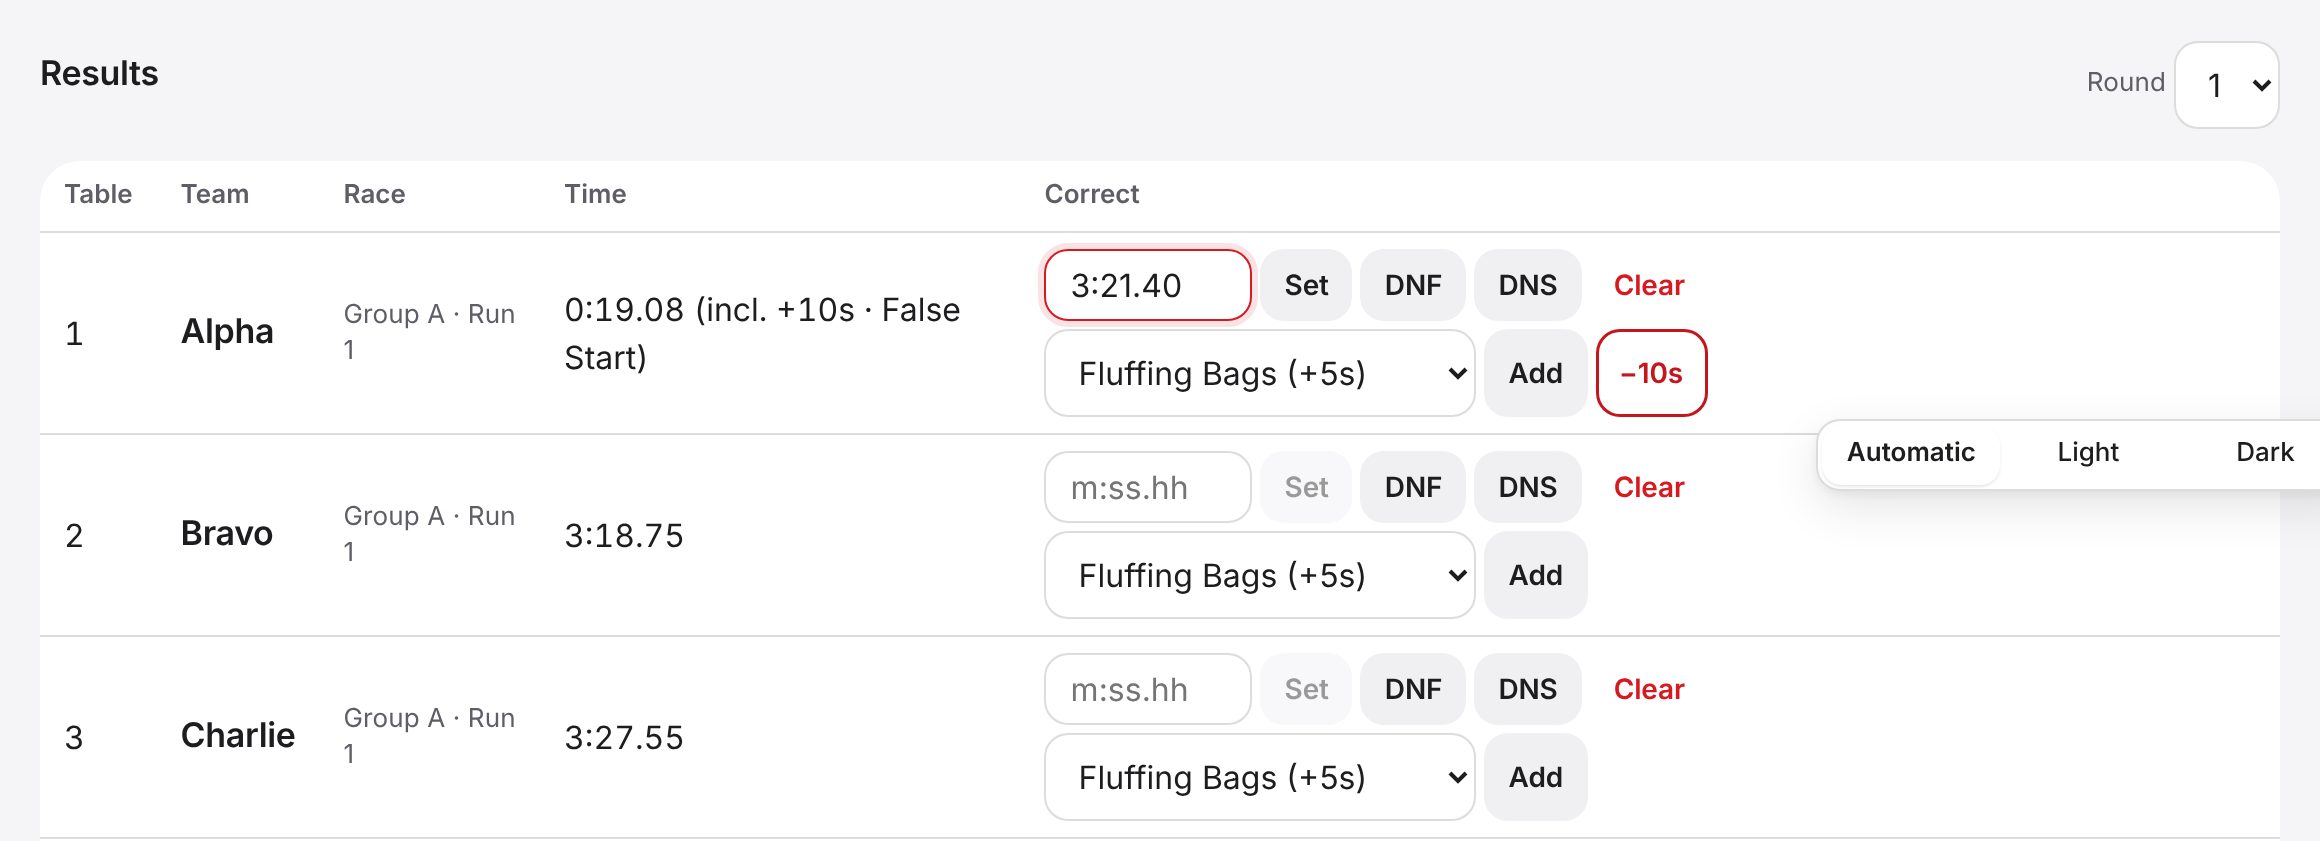 Results
Round 1
Table Team Race Time Correct
1 Alpha Group A · Run 1 0:19.08 (incl. +10s · False Start) 3:21.40 Set DNF DNS Clear
Fluffing Bags (+5s) Add −10s
Automatic Light Dark
2 Bravo Group A · Run 1 3:18.75 m:ss.hh Set DNF DNS Clear
Fluffing Bags (+5s) Add
3 Charlie Group A · Run 1 3:27.55 m:ss.hh Set DNF DNS Clear
Fluffing Bags (+5s) Add